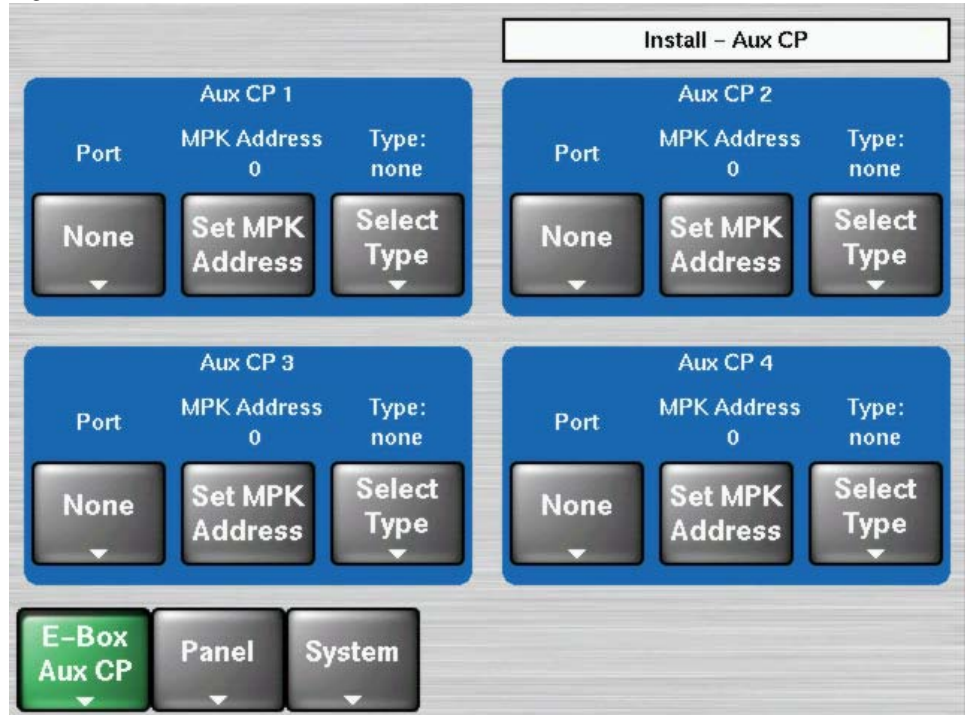 Install – Aux CP
Aux CP 1
Port
MPK Address
0
Type:
none
None
Set MPK
Address
Select
Type
Aux CP 2
Port
MPK Address
0
Type:
none
None
Set MPK
Address
Select
Type
Aux CP 3
Port
MPK Address
0
Type:
none
None
Set MPK
Address
Select
Type
Aux CP 4
Port
MPK Address
0
Type:
none
None
Set MPK
Address
Select
Type
E–Box
Aux CP
Panel
System